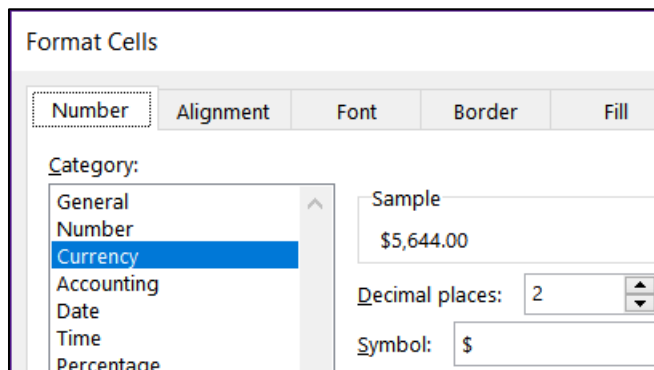 Format Cells
Number Alignment Font Border Fill
Category:
General
Number
Currency
Accounting
Date
Time
Percentage
Sample
$5,644.00
Decimal places: 2
Symbol: $